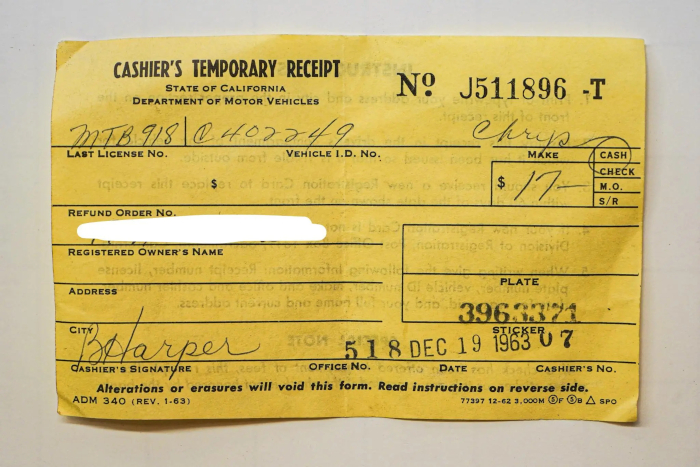 CASHIER'S TEMPORARY RECEIPT
STATE OF CALIFORNIA
DEPARTMENT OF MOTOR VEHICLES
Nº J511896 -T
MTB918 C402249 Chrys
LAST LICENSE NO. VEHICLE I.D. NO. MAKE
CASH
CHECK
M.O.
S/R
$ $ 17-
REFUND ORDER NO.
REGISTERED OWNER'S NAME
PLATE
ADDRESS
3963371
STICKER
CITY
B Harper 518 DEC 19 1963 07
CASHIER'S SIGNATURE OFFICE NO. DATE CASHIER'S NO.
Alterations or erasures will void this form. Read instructions on reverse side.
ADM 340 (REV. 1-63) 77397 12-62 3.000M SPO